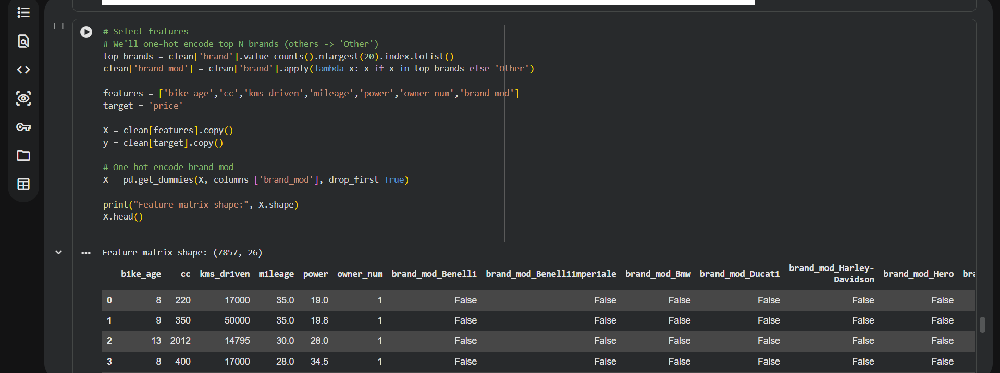 [ ]
# Select features
# We'll one-hot encode top N brands (others -> 'Other')
top_brands = clean['brand'].value_counts().nlargest(20).index.tolist()
clean['brand_mod'] = clean['brand'].apply(lambda x: x if x in top_brands else 'Other')
features = ['bike_age','cc','kms_driven','mileage','power','owner_num','brand_mod']
target = 'price'
X = clean[features].copy()
y = clean[target].copy()
# One-hot encode brand_mod
X = pd.get_dummies(X, columns=['brand_mod'], drop_first=True)
print("Feature matrix shape:", X.shape)
X.head()
Feature matrix shape: (7857, 26)
bike_age cc kms_driven mileage power owner_num brand_mod_Benelli brand_mod_Benelliimperiale brand_mod_Bmw brand_mod_Ducati brand_mod_Harley-Davidson brand_mod_Hero
0 8 220 17000 35.0 19.0 1 False False False False False False
1 9 350 50000 35.0 19.8 1 False False False False False False
2 13 2012 14795 30.0 28.0 1 False False False False False False
3 8 400 17000 28.0 34.5 1 False False False False False False